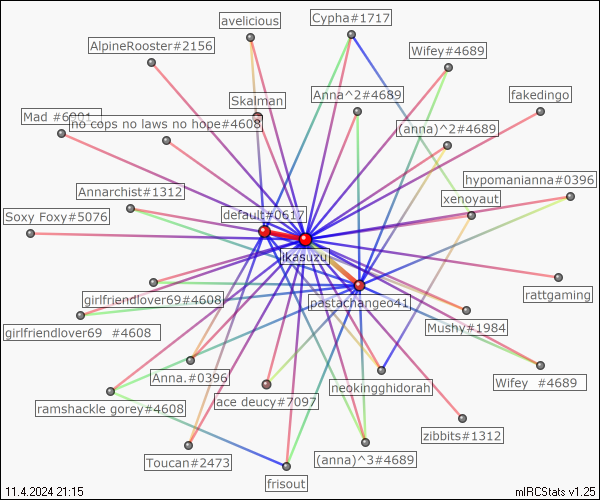 avelicious
Cypha#1717
AlpineRooster#2156
Wifey#4689
Skalman
Anna^2#4689
fakedingo
Mad #6901
no cops no laws no hope#4608
(anna)^2#4689
Annarchist#1312
hypomanianna#0396
xenoyaut
Soxy Foxy#5076
default#0617
ikasuzu
girlfriendlover69#4608
pastachangeo41
rattgaming
girlfriendlover69 #4608
Mushy#1984
Anna.#0396
neokingghidorah
Wifey #4689
ramshackle gorey#4608
ace deucy#7097
zibbits#1312
Toucan#2473
(anna)^3#4689
frisout
11.4.2024 21:15
mIRCStats v1.25